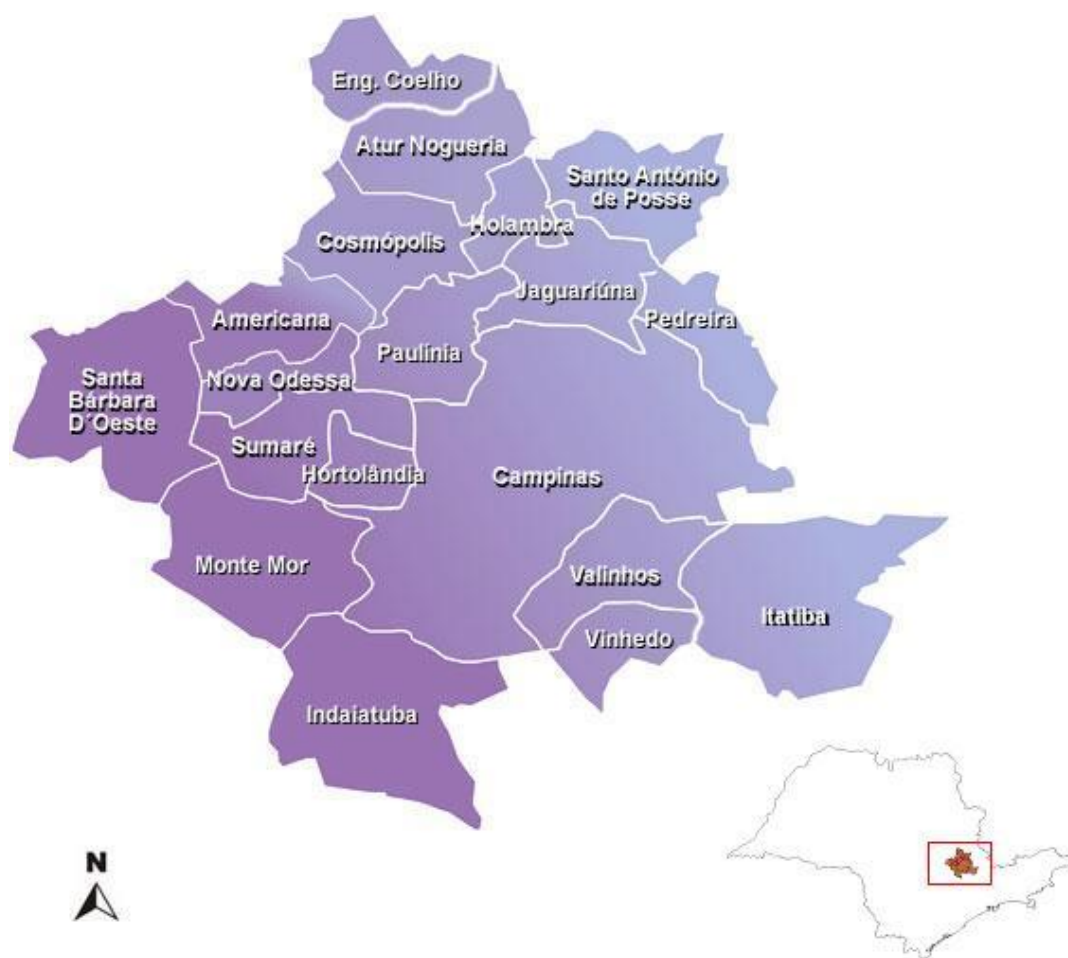 Eng. Coelho
Atur Nogueria
Santo Antônio
de Posse
Holambra
Cosmópolis
Jaguariúna
Pedreira
Americana
Paulínia
Nova Odessa
Santa
Bárbara
D´Oeste
Sumaré
Hortolândia
Campinas
Monte Mor
Valinhos
Itatiba
Vinhedo
Indaiatuba
N